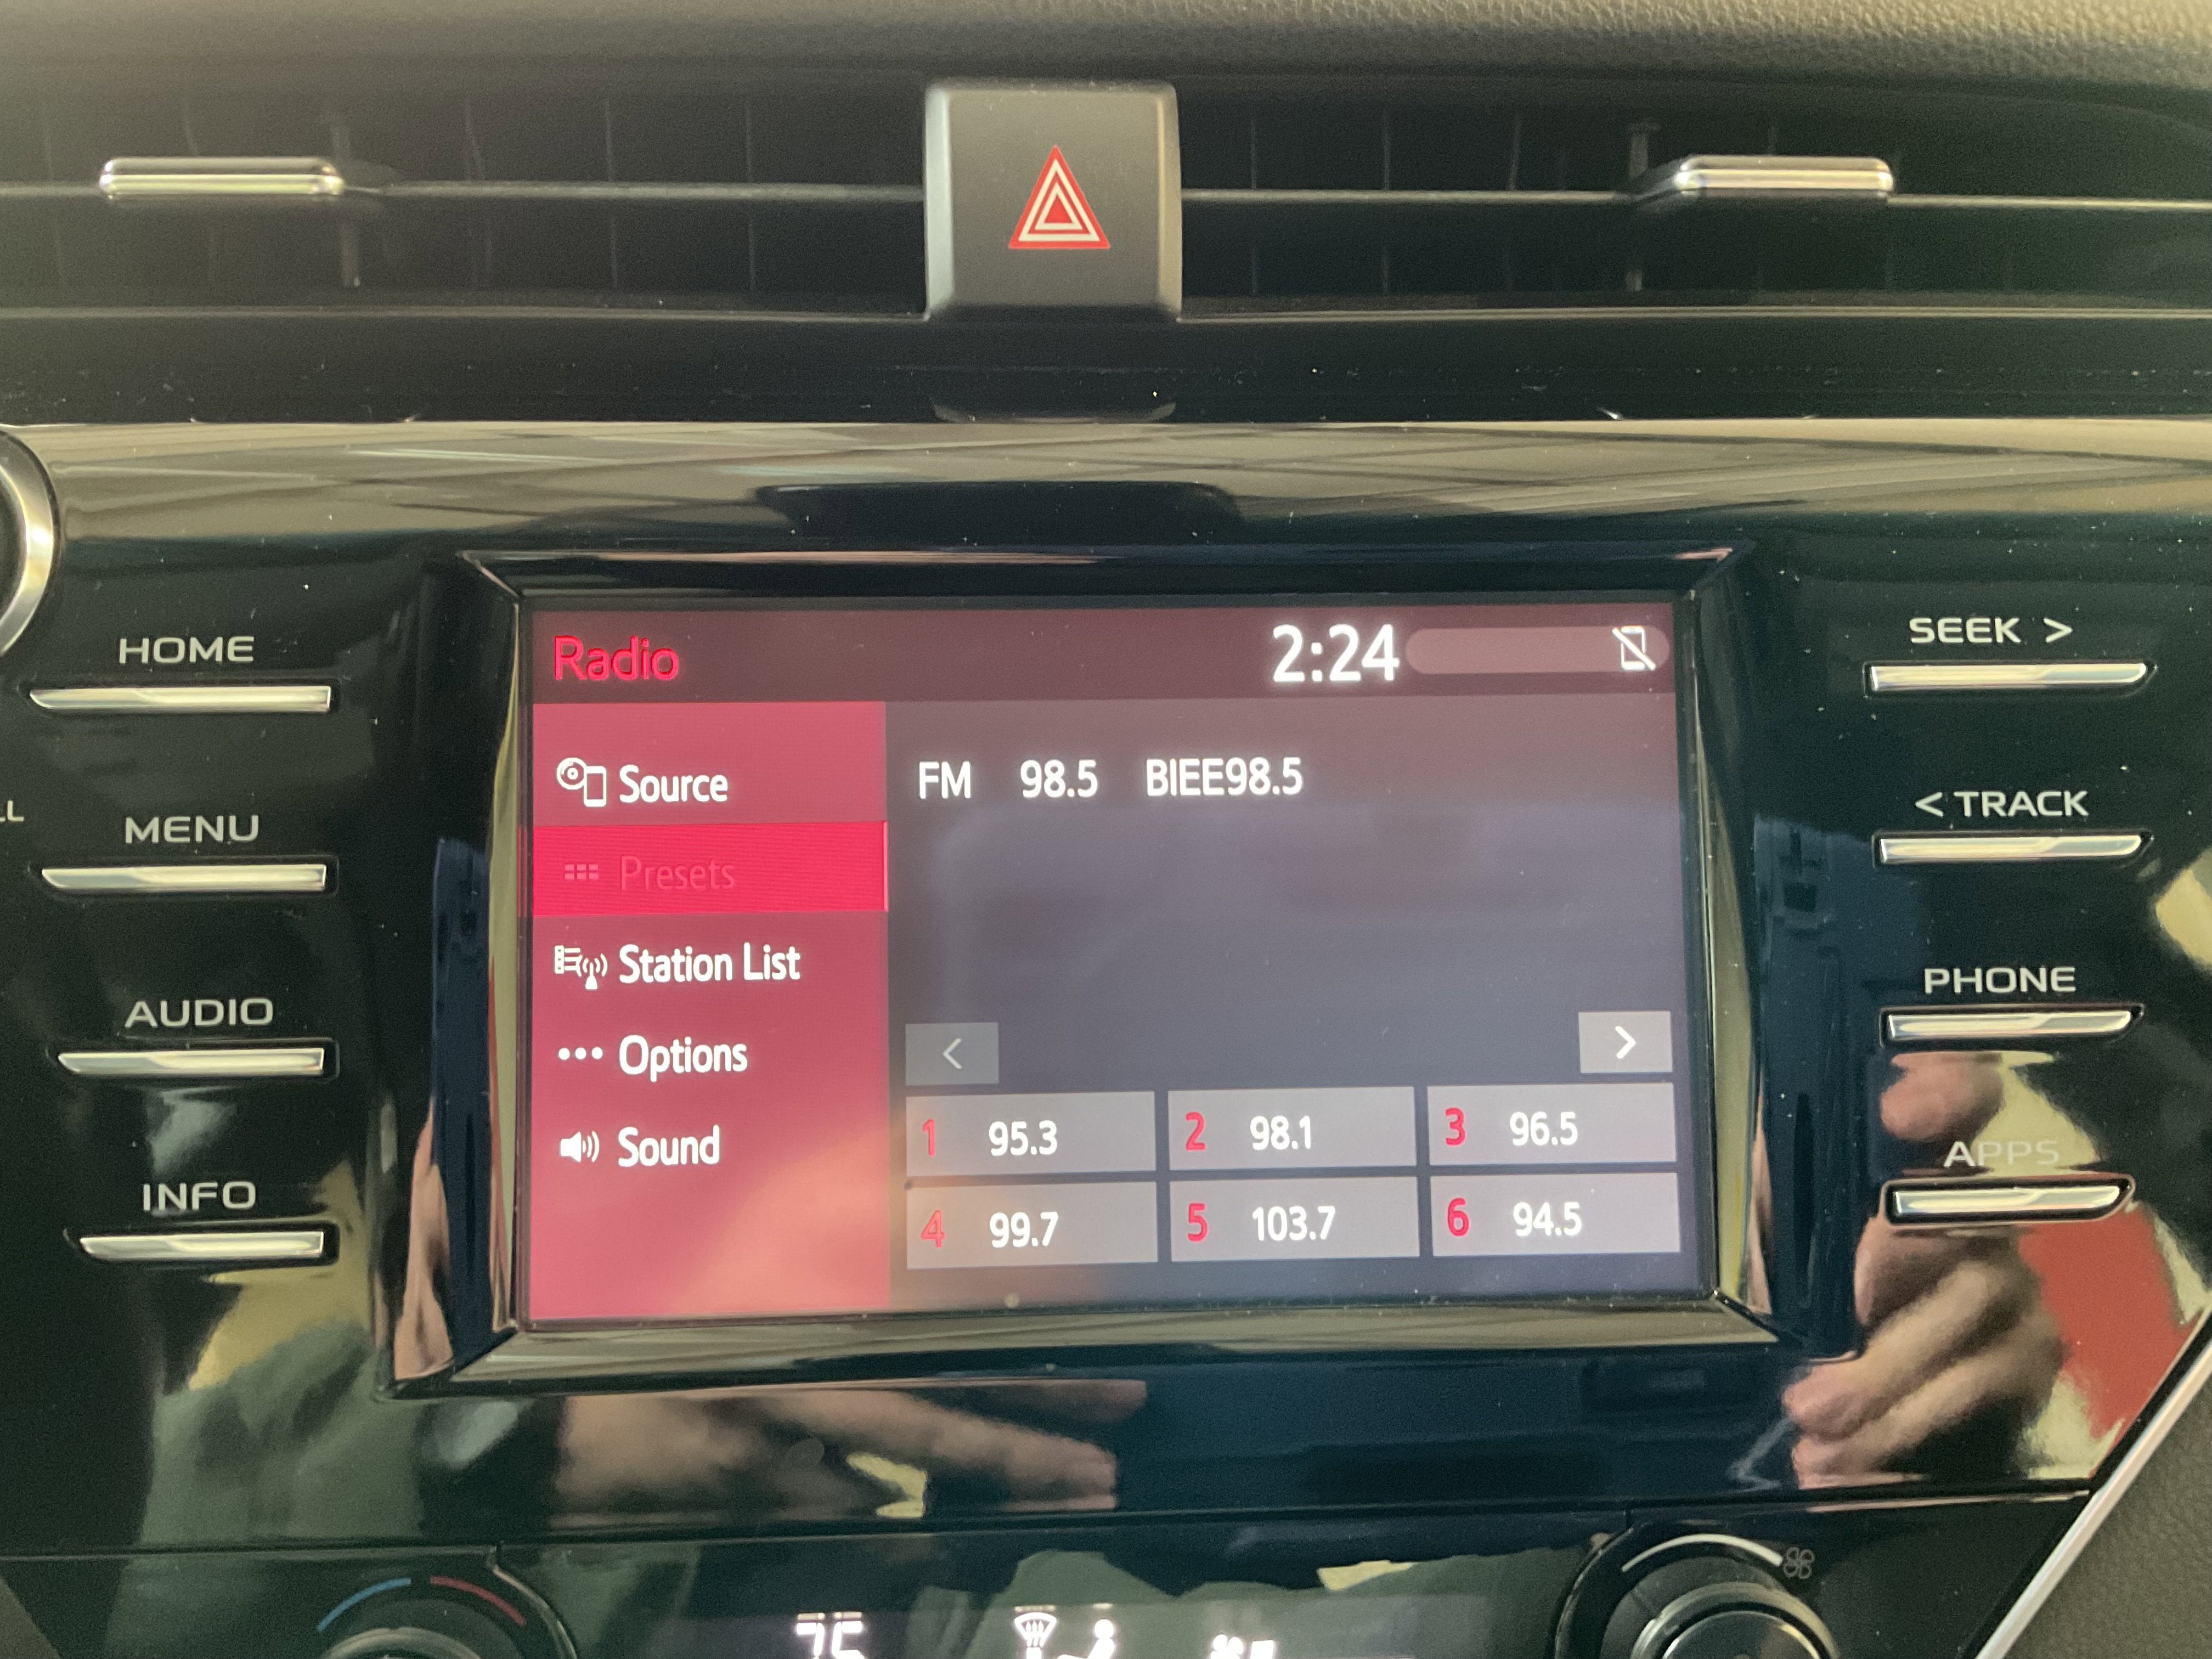 HOME
MENU
AUDIO
INFO
LL
Radio 2:24
Source
Presets
Station List
Options
Sound
FM 98.5 BIEE98.5
<
>
1 95.3 2 98.1 3 96.5
4 99.7 5 103.7 6 94.5
SEEK >
< TRACK
PHONE
APPS
75